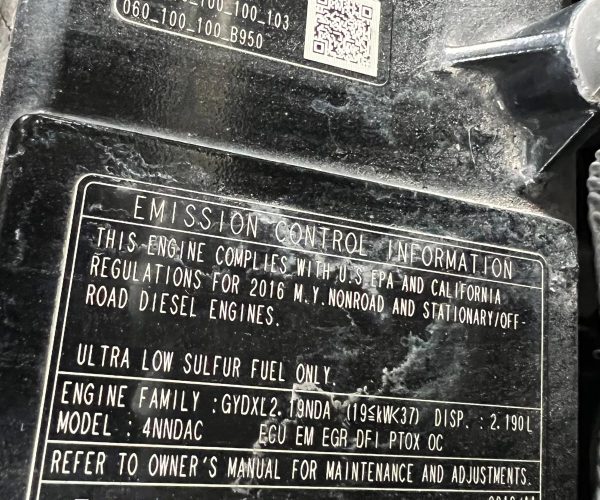 060_100_100_B950
EMISSION CONTROL INFORMATION
THIS ENGINE COMPLIES WITH U.S EPA AND CALIFORNIA
REGULATIONS FOR 2016 M.Y.NONROAD AND STATIONARY/OFF-
ROAD DIESEL ENGINES.
ULTRA LOW SULFUR FUEL ONLY.
ENGINE FAMILY :GYDXL2.19NDA (19≦kW<37) DISP.:2.190L
MODEL : 4NNDAC ECU EM EGR DFI PTOX OC
REFER TO OWNER'S MANUAL FOR MAINTENANCE AND ADJUSTMENTS.